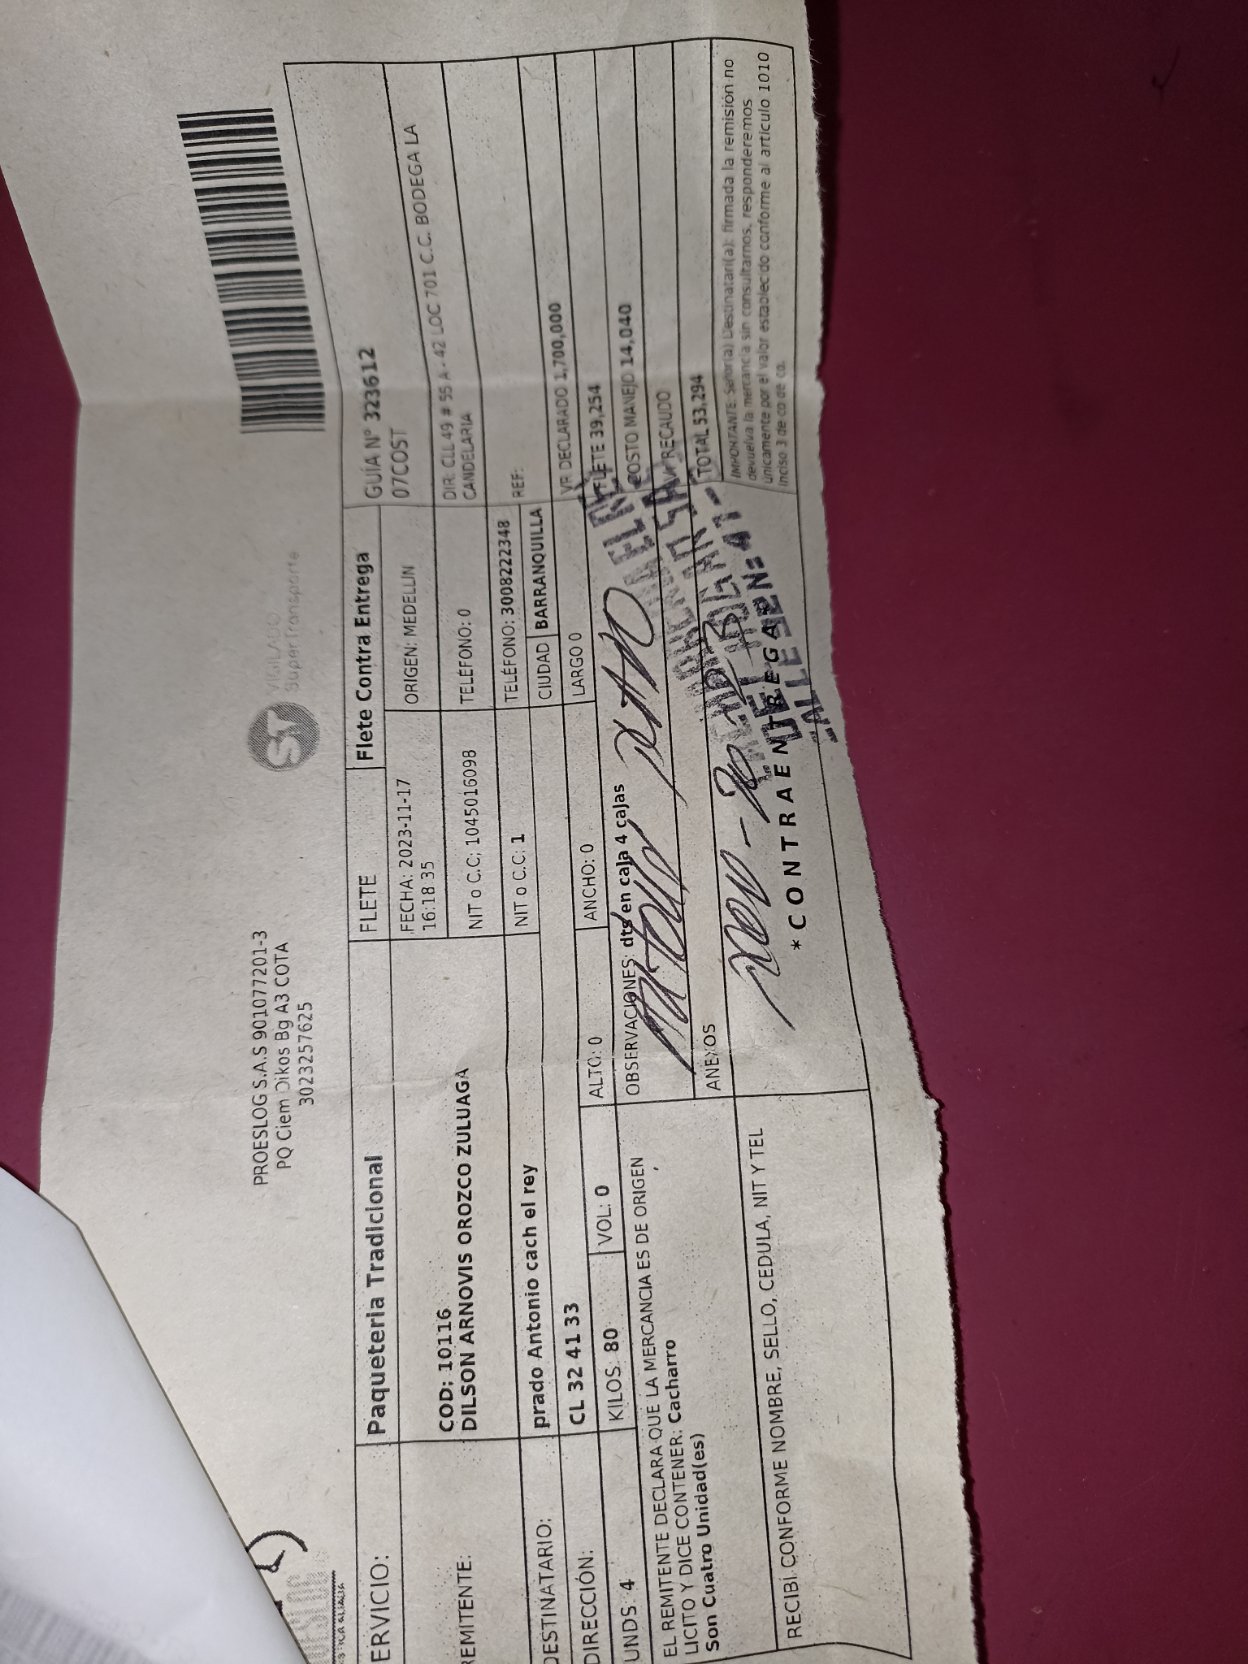 PROESLOG S.A.S 901077201-3
PQ Ciem Oikos Bg A3 COTA
3023257625
VIGILADO
SuperTransporte
ERVICIO: Paqueteria Tradicional FLETE Flete Contra Entrega GUÍA Nº 323612
07COST
FECHA: 2023-11-17
16:18 35
ORIGEN: MEDELLIN
DIR: CLL 49 # 55 A - 42 LOC 701 C.C. BODEGA LA
CANDELARIA
EMITENTE: COD: 10116
DILSON ARNOVIS OROZCO ZULUAGA
NIT o C.C: 1045016098 TELÉFONO: 0
DESTINATARIO: prado Antonio cach el rey NIT o C.C: 1 TELÉFONO: 3008222348 REF:
DIRECCIÓN: CL 32 41 33 CIUDAD BARRANQUILLA
UNDS: 4 KILOS: 80 VOL: 0 ALTO: 0 ANCHO: 0 LARGO 0 VR DECLARADO 1,700,000
FLETE 39,254
COSTO MANEJO 14,040
RECAUDO
TOTAL 53,294
EL REMITENTE DECLARA QUE LA MERCANCIA ES DE ORIGEN
LICITO Y DICE CONTENER: Cacharro
Son Cuatro Unidad(es)
OBSERVACIONES: dts en caja 4 cajas
ANEXOS
RECIBI CONFORME NOMBRE, SELLO, CEDULA, NIT Y TEL
* C O N T R A E N T R E G A *
IMPORTANTE: Señor(a) Destinatari(a): firmada la remisión no
devuelva la mercancía sin consultarnos, responderemos
únicamente por el valor establecido conforme al artículo 1010
inciso 3 de co de co.